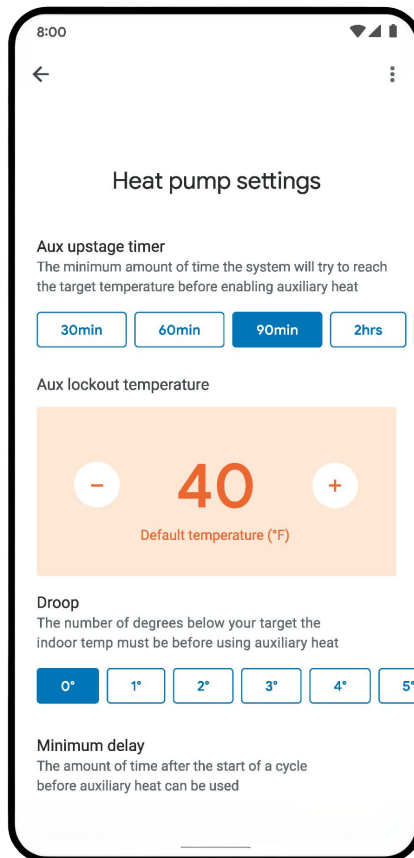 8:00
Heat pump settings
Aux upstage timer
The minimum amount of time the system will try to reach
the target temperature before enabling auxiliary heat
30min 60min 90min 2hrs
Aux lockout temperature
− 40 +
Default temperature (°F)
Droop
The number of degrees below your target the
indoor temp must be before using auxiliary heat
0° 1° 2° 3° 4° 5°
Minimum delay
The amount of time after the start of a cycle
before auxiliary heat can be used